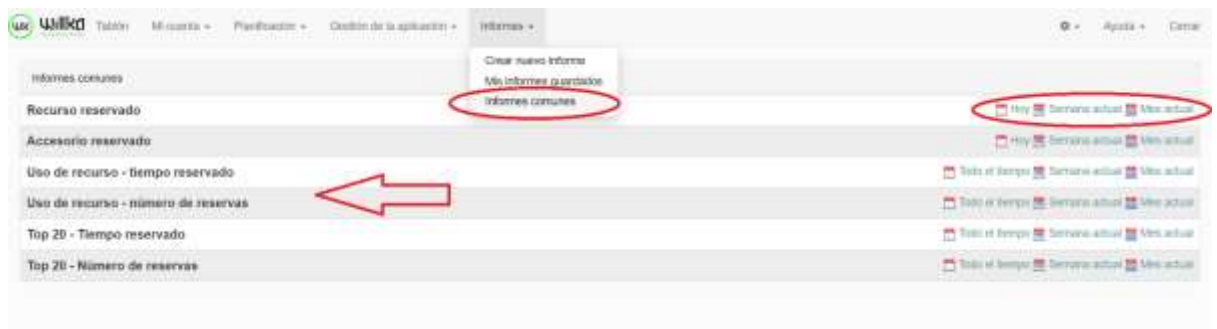 Willka Tablón Mi cuenta Planificación Gestión de la aplicación Informes Ayuda Cerrar
Crear nuevo informe
Mis informes guardados
Informes comunes
Informes comunes
Recurso reservado Hoy Semana actual Mes actual
Accesorio reservado Hoy Semana actual Mes actual
Uso de recurso - tiempo reservado Todo el tiempo Semana actual Mes actual
Uso de recurso - número de reservas Todo el tiempo Semana actual Mes actual
Top 20 - Tiempo reservado Todo el tiempo Semana actual Mes actual
Top 20 - Número de reservas Todo el tiempo Semana actual Mes actual